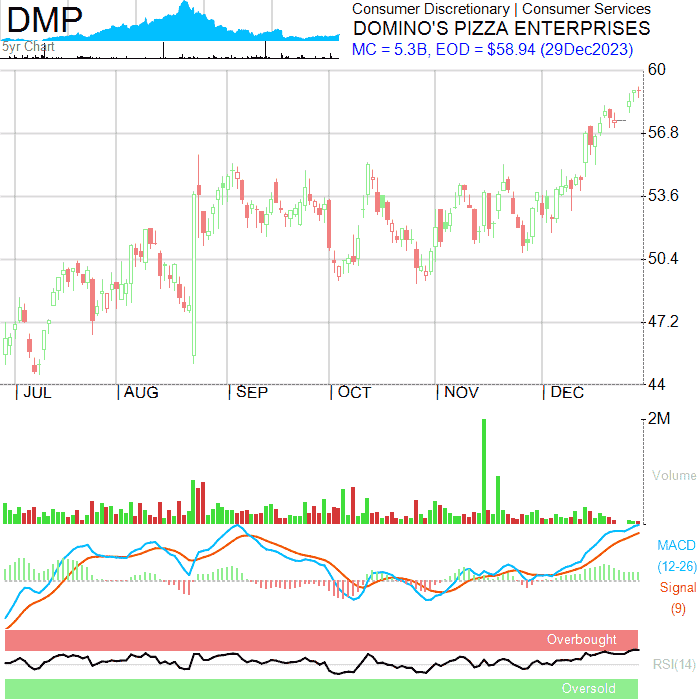 DMP
Consumer Discretionary | Consumer Services
DOMINO'S PIZZA ENTERPRISES
MC = 5.3B, EOD = $58.94 (29Dec2023)
5yr Chart
60
56.8
53.6
50.4
47.2
44
JUL AUG SEP OCT NOV DEC
2M
Volume
MACD
(12-26)
Signal
(9)
Overbought
RSI(14)
Oversold